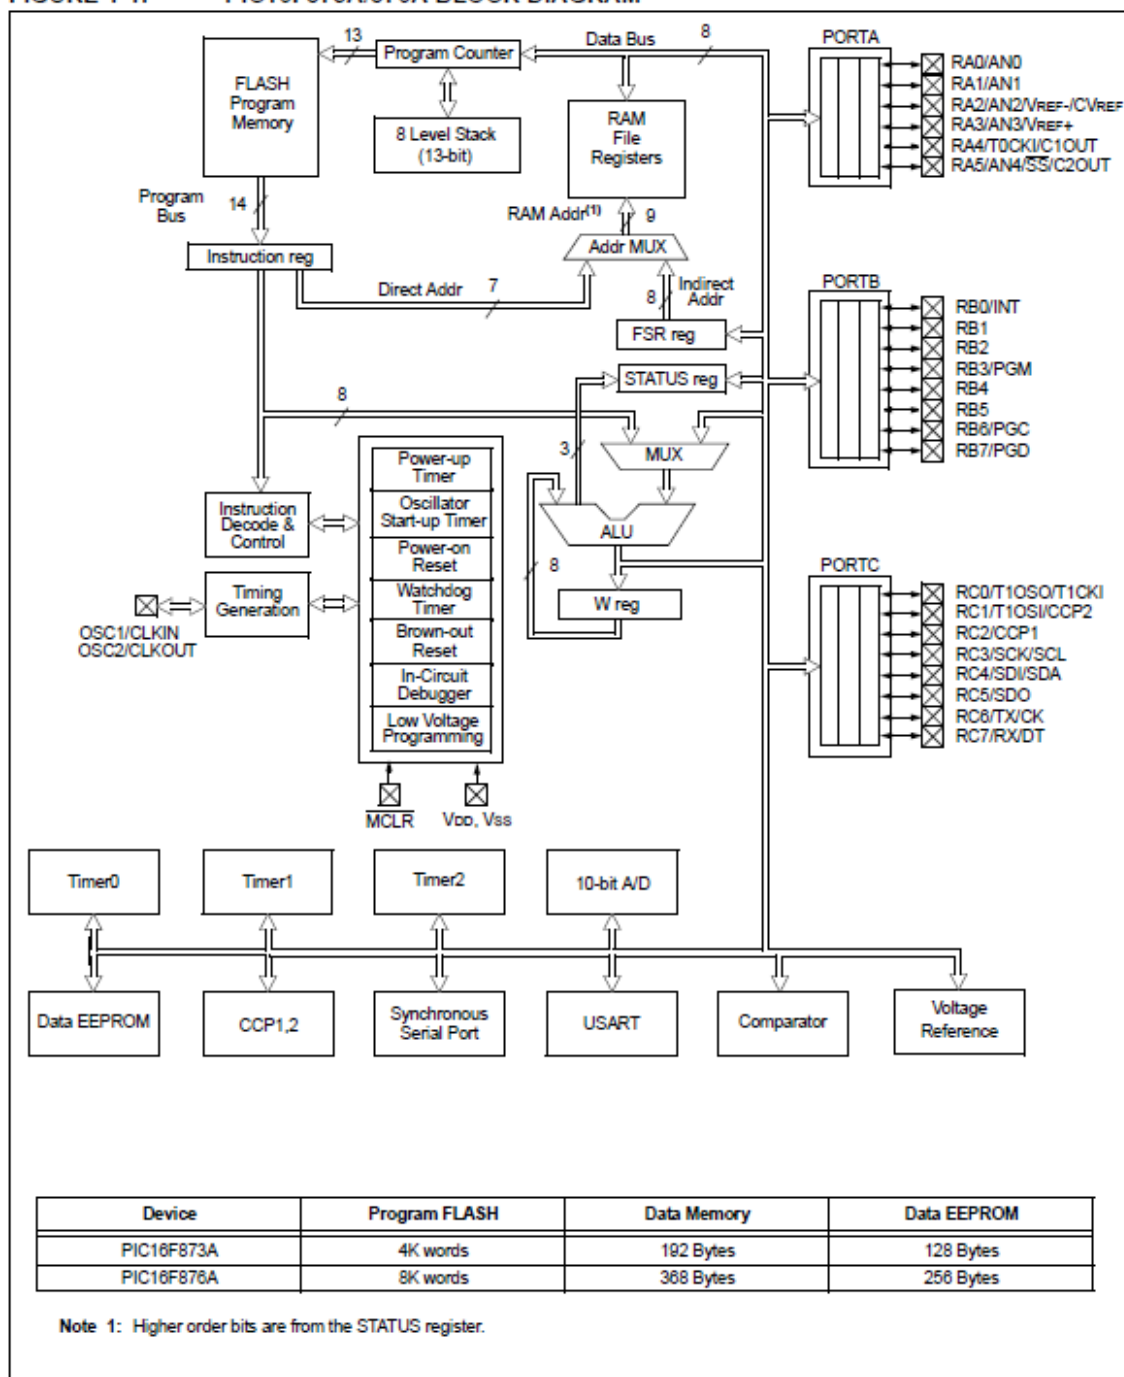 13
Program Counter
Data Bus
8
FLASH
Program
Memory
8 Level Stack
(13-bit)
RAM
File
Registers
PORTA
RA0/AN0
RA1/AN1
RA2/AN2/VREF-/CVREF
RA3/AN3/VREF+
RA4/T0CKI/C1OUT
RA5/AN4/SS/C2OUT
Program
Bus
14
RAM Addr(1)
9
Addr MUX
Instruction reg
Direct Addr
7
8
Indirect
Addr
FSR reg
STATUS reg
PORTB
RB0/INT
RB1
RB2
RB3/PGM
RB4
RB5
RB6/PGC
RB7/PGD
8
3
MUX
ALU
8
W reg
Power-up
Timer
Oscillator
Start-up Timer
Power-on
Reset
Watchdog
Timer
Brown-out
Reset
In-Circuit
Debugger
Low Voltage
Programming
Instruction
Decode &
Control
Timing
Generation
OSC1/CLKIN
OSC2/CLKOUT
MCLR
VDD, VSS
PORTC
RC0/T1OSO/T1CKI
RC1/T1OSI/CCP2
RC2/CCP1
RC3/SCK/SCL
RC4/SDI/SDA
RC5/SDO
RC6/TX/CK
RC7/RX/DT
Timer0
Timer1
Timer2
10-bit A/D
Data EEPROM
CCP1,2
Synchronous
Serial Port
USART
Comparator
Voltage
Reference
Device Program FLASH Data Memory Data EEPROM
PIC16F873A 4K words 192 Bytes 128 Bytes
PIC16F876A 8K words 368 Bytes 256 Bytes
Note 1: Higher order bits are from the STATUS register.